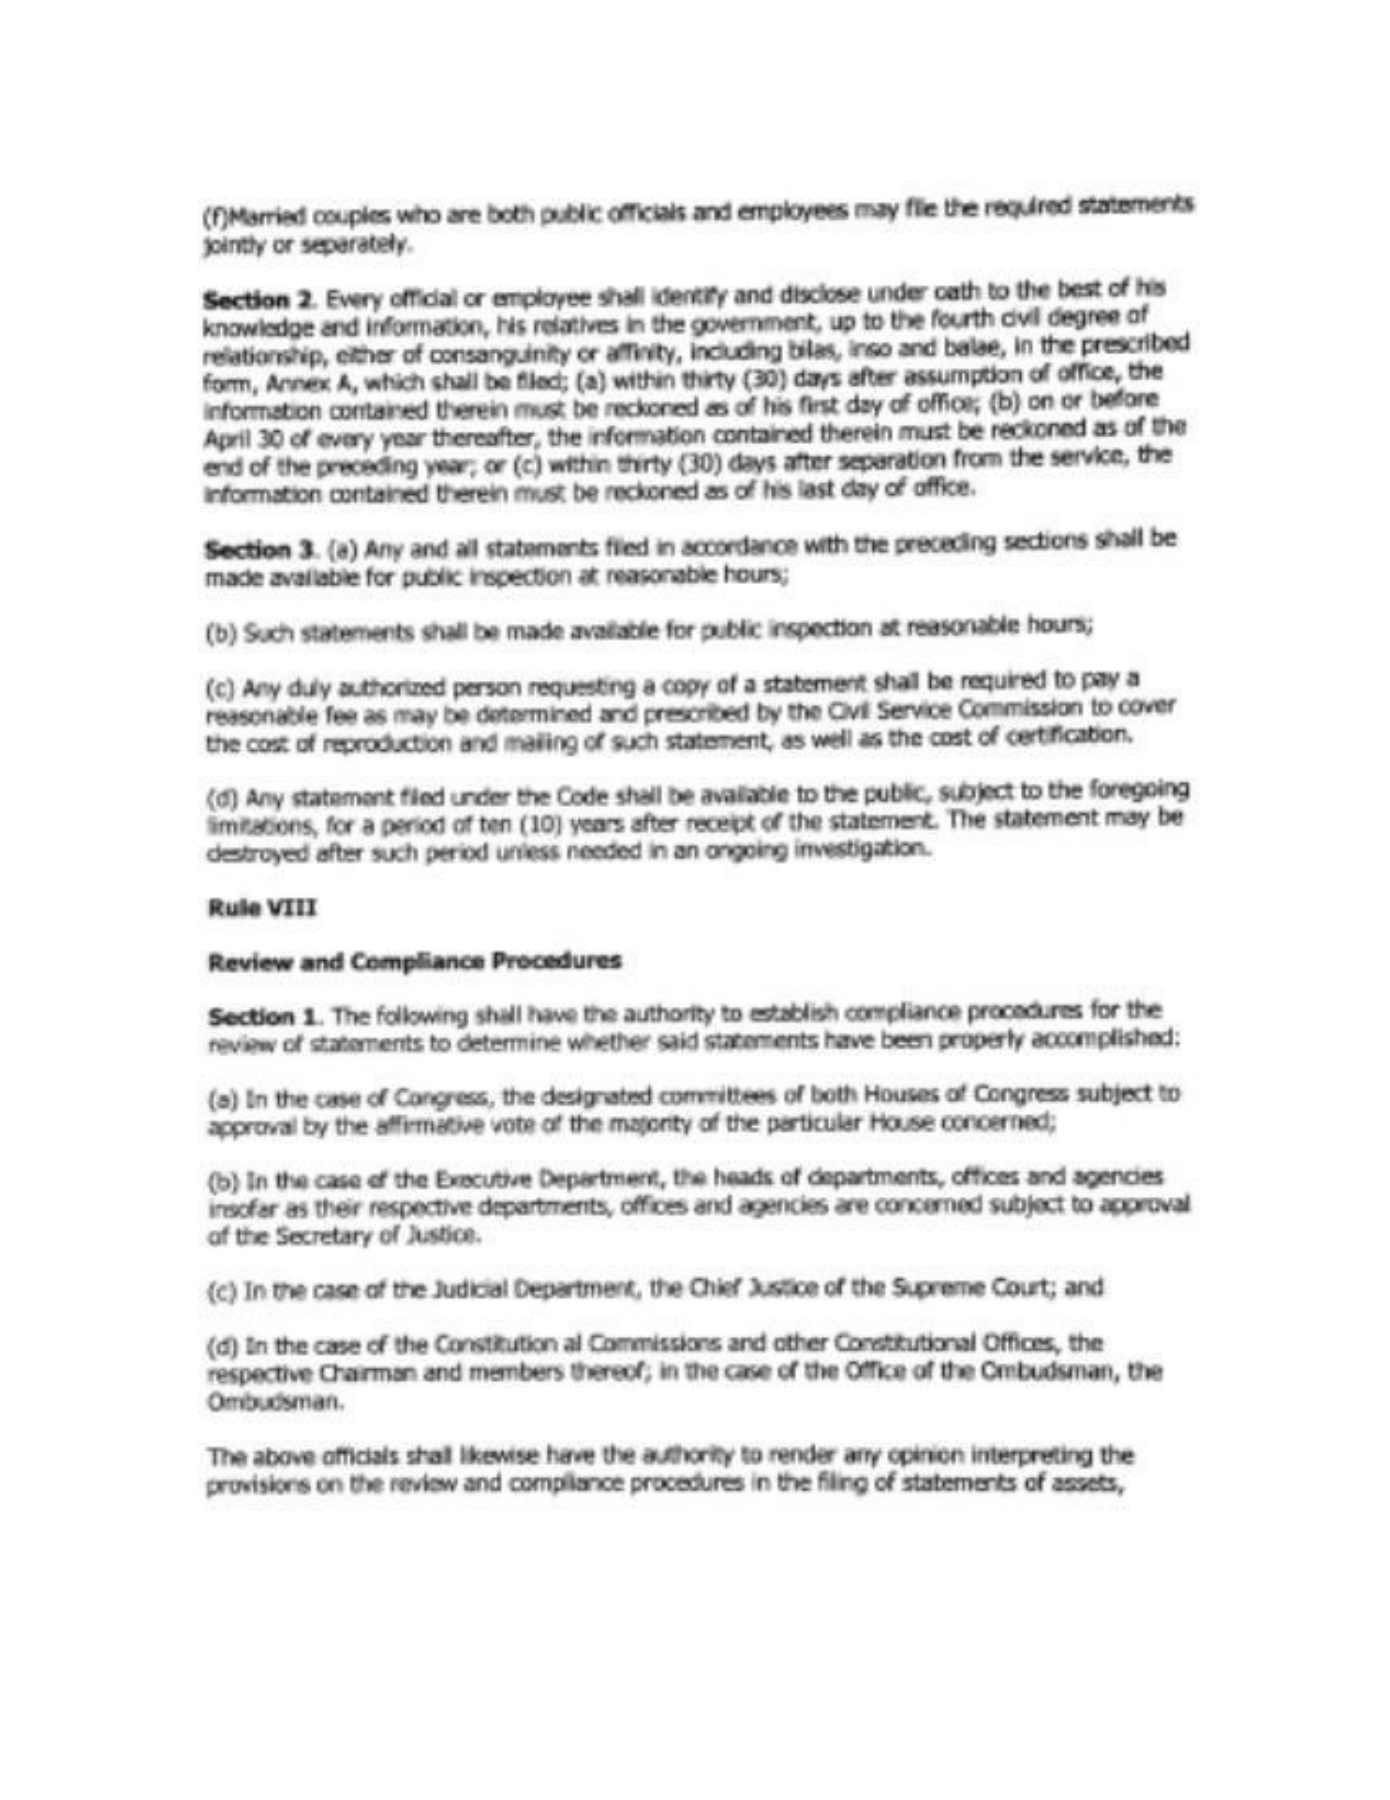 (f)Married couples who are both public officials and employees may file the required statements
jointly or separately.
Section 2. Every official or employee shall identify and disclose under oath to the best of his
knowledge and information, his relatives in the government, up to the fourth civil degree of
relationship, either of consanguinity or affinity, including bilas, inso and balae, in the prescribed
form, Annex A, which shall be filed; (a) within thirty (30) days after assumption of office, the
information contained therein must be reckoned as of his first day of office; (b) on or before
April 30 of every year thereafter, the information contained therein must be reckoned as of the
end of the preceding year; or (c) within thirty (30) days after separation from the service, the
information contained therein must be reckoned as of his last day of office.
Section 3. (a) Any and all statements filed in accordance with the preceding sections shall be
made available for public inspection at reasonable hours;
(b) Such statements shall be made available for public inspection at reasonable hours;
(c) Any duly authorized person requesting a copy of a statement shall be required to pay a
reasonable fee as may be determined and prescribed by the Civil Service Commission to cover
the cost of reproduction and mailing of such statement, as well as the cost of certification.
(d) Any statement filed under the Code shall be available to the public, subject to the foregoing
limitations, for a period of ten (10) years after receipt of the statement. The statement may be
destroyed after such period unless needed in an ongoing investigation.
Rule VIII
Review and Compliance Procedures
Section 1. The following shall have the authority to establish compliance procedures for the
review of statements to determine whether said statements have been properly accomplished:
(a) In the case of Congress, the designated committees of both Houses of Congress subject to
approval by the affirmative vote of the majority of the particular House concerned;
(b) In the case of the Executive Department, the heads of departments, offices and agencies
insofar as their respective departments, offices and agencies are concerned subject to approval
of the Secretary of Justice.
(c) In the case of the Judicial Department, the Chief Justice of the Supreme Court; and
(d) In the case of the Constitution al Commissions and other Constitutional Offices, the
respective Chairman and members thereof; in the case of the Office of the Ombudsman, the
Ombudsman.
The above officials shall likewise have the authority to render any opinion interpreting the
provisions on the review and compliance procedures in the filing of statements of assets,